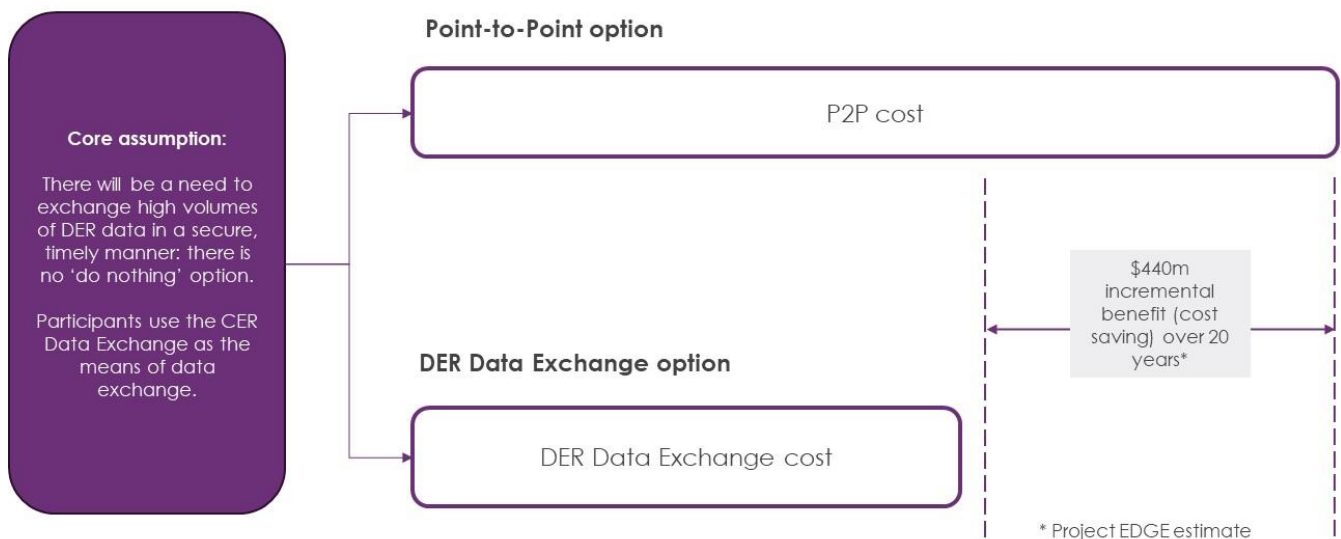 Core assumption:
There will be a need to
exchange high volumes
of DER data in a secure,
timely manner: there is
no ‘do nothing’ option.
Participants use the CER
Data Exchange as the
means of data
exchange.
Point-to-Point option
P2P cost
$440m
incremental
benefit (cost
saving) over 20
years*
DER Data Exchange option
DER Data Exchange cost
* Project EDGE estimate